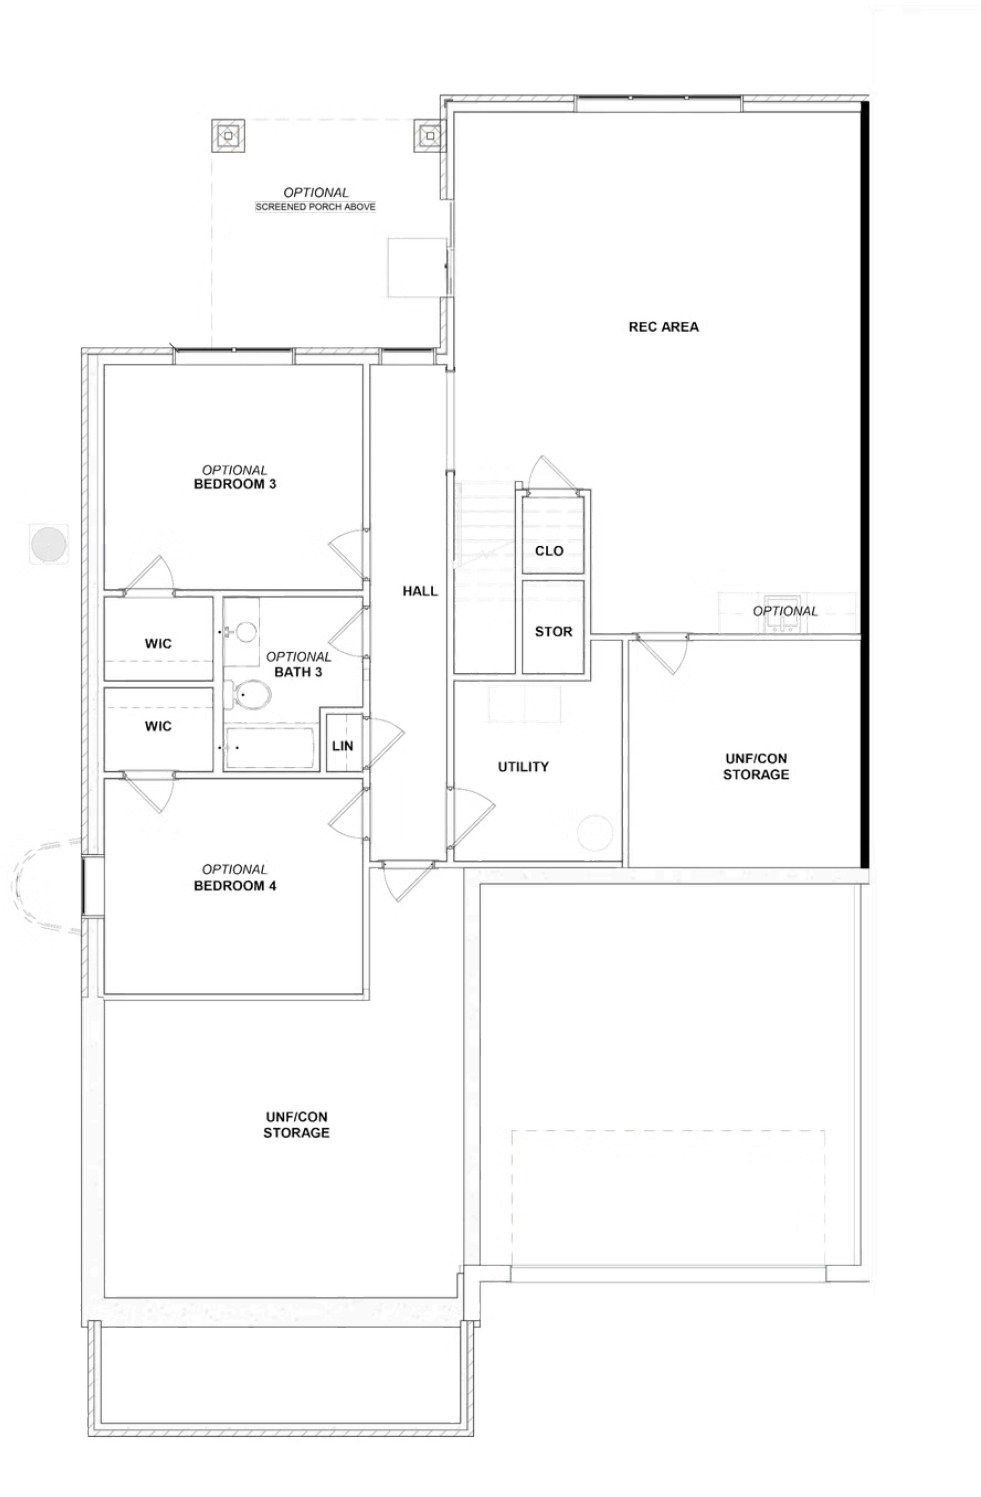 OPTIONAL
SCREENED PORCH ABOVE
REC AREA
OPTIONAL
BEDROOM 3
CLO
HALL
OPTIONAL
STOR
WIC
OPTIONAL
BATH 3
WIC
LIN
UTILITY
UNF/CON
STORAGE
OPTIONAL
BEDROOM 4
UNF/CON
STORAGE